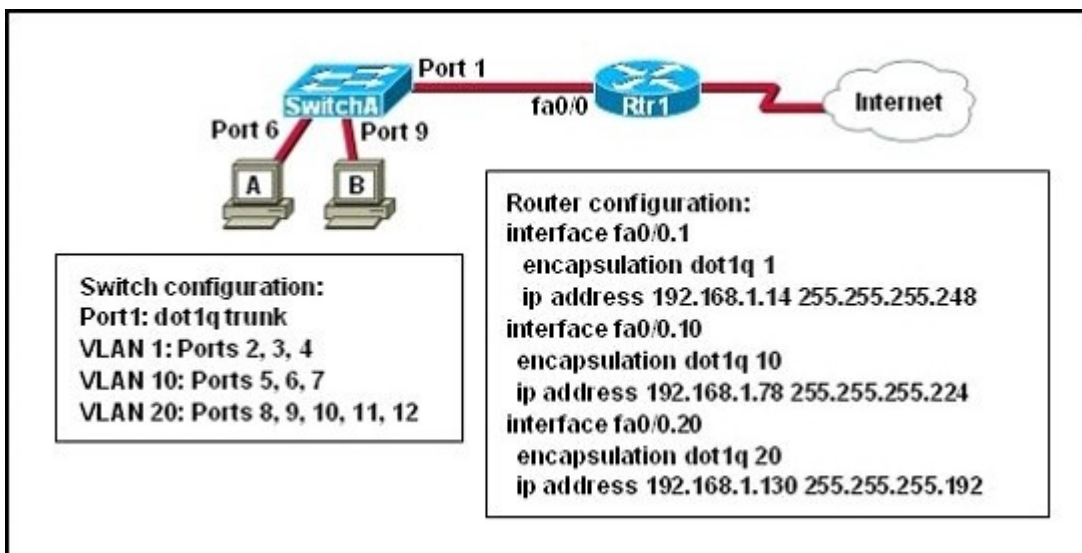 Port 1
SwitchA
fa0/0
Rtr1
Internet
Port 6
Port 9
A
B
Switch configuration:
Port1: dot1q trunk
VLAN 1: Ports 2, 3, 4
VLAN 10: Ports 5, 6, 7
VLAN 20: Ports 8, 9, 10, 11, 12
Router configuration:
interface fa0/0.1
encapsulation dot1q 1
ip address 192.168.1.14 255.255.255.248
interface fa0/0.10
encapsulation dot1q 10
ip address 192.168.1.78 255.255.255.224
interface fa0/0.20
encapsulation dot1q 20
ip address 192.168.1.130 255.255.255.192